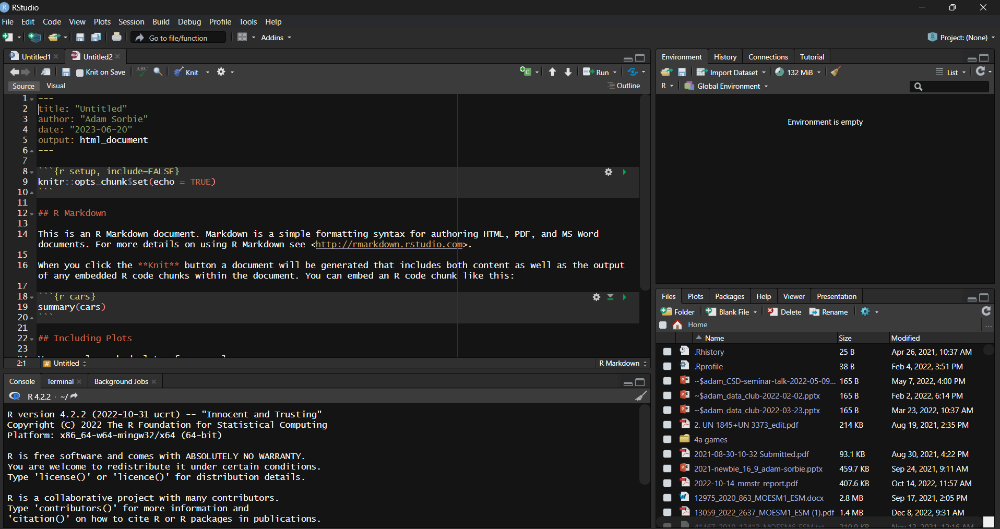 RStudio
File Edit Code View Plots Session Build Debug Profile Tools Help
Go to file/function Addins Project: (None)
Untitled1 Untitled2
Knit on Save ABC Knit Run
Source Visual Outline
1 ---
2 title: "Untitled"
3 author: "Adam Sorbie"
4 date: "2023-06-20"
5 output: html_document
6 ---
7
8 ```{r setup, include=FALSE}
9 knitr::opts_chunk$set(echo = TRUE)
10 ```
11
12 ## R Markdown
13
14 This is an R Markdown document. Markdown is a simple formatting syntax for authoring HTML, PDF, and MS Word
documents. For more details on using R Markdown see <http://rmarkdown.rstudio.com>.
15
16 When you click the **Knit** button a document will be generated that includes both content as well as the output
of any embedded R code chunks within the document. You can embed an R code chunk like this:
17
18 ```{r cars}
19 summary(cars)
20 ```
21
22 ## Including Plots
23
2:1 Untitled R Markdown
Console Terminal Background Jobs
R 4.2.2 · ~/
R version 4.2.2 (2022-10-31 ucrt) -- "Innocent and Trusting"
Copyright (C) 2022 The R Foundation for Statistical Computing
Platform: x86_64-w64-mingw32/x64 (64-bit)
R is free software and comes with ABSOLUTELY NO WARRANTY.
You are welcome to redistribute it under certain conditions.
Type 'license()' or 'licence()' for distribution details.
R is a collaborative project with many contributors.
Type 'contributors()' for more information and
'citation()' on how to cite R or R packages in publications.
Environment History Connections Tutorial
Import Dataset 132 MiB List
R Global Environment
Environment is empty
Files Plots Packages Help Viewer Presentation
Folder Blank File Delete Rename
Home ...
Name Size Modified
.Rhistory 25 B Apr 26, 2021, 10:37 AM
.Rprofile 38 B Feb 4, 2022, 3:51 PM
~$adam_CSD-seminar-talk-2022-05-09... 165 B May 7, 2022, 4:00 PM
~$adam_data_club-2022-02-02.pptx 165 B Feb 2, 2022, 6:14 PM
~$adam_data_club-2022-03-23.pptx 165 B Mar 23, 2022, 10:37 AM
2. UN 1845+UN 3373_edit.pdf 214 KB Aug 19, 2021, 2:35 PM
4a games
2021-08-30-10-32 Submitted.pdf 93.1 KB Aug 30, 2021, 4:22 PM
2021-newbie_16_9_adam-sorbie.pptx 459.7 KB Sep 24, 2021, 9:11 AM
2022-10-14_mmstr_report.pdf 407.6 KB Oct 14, 2022, 11:57 AM
12975_2020_863_MOESM1_ESM.docx 2.8 MB Sep 17, 2021, 2:05 PM
13059_2022_2637_MOESM1_ESM (1).pdf 1.4 MB Dec 8, 2022, 9:31 AM